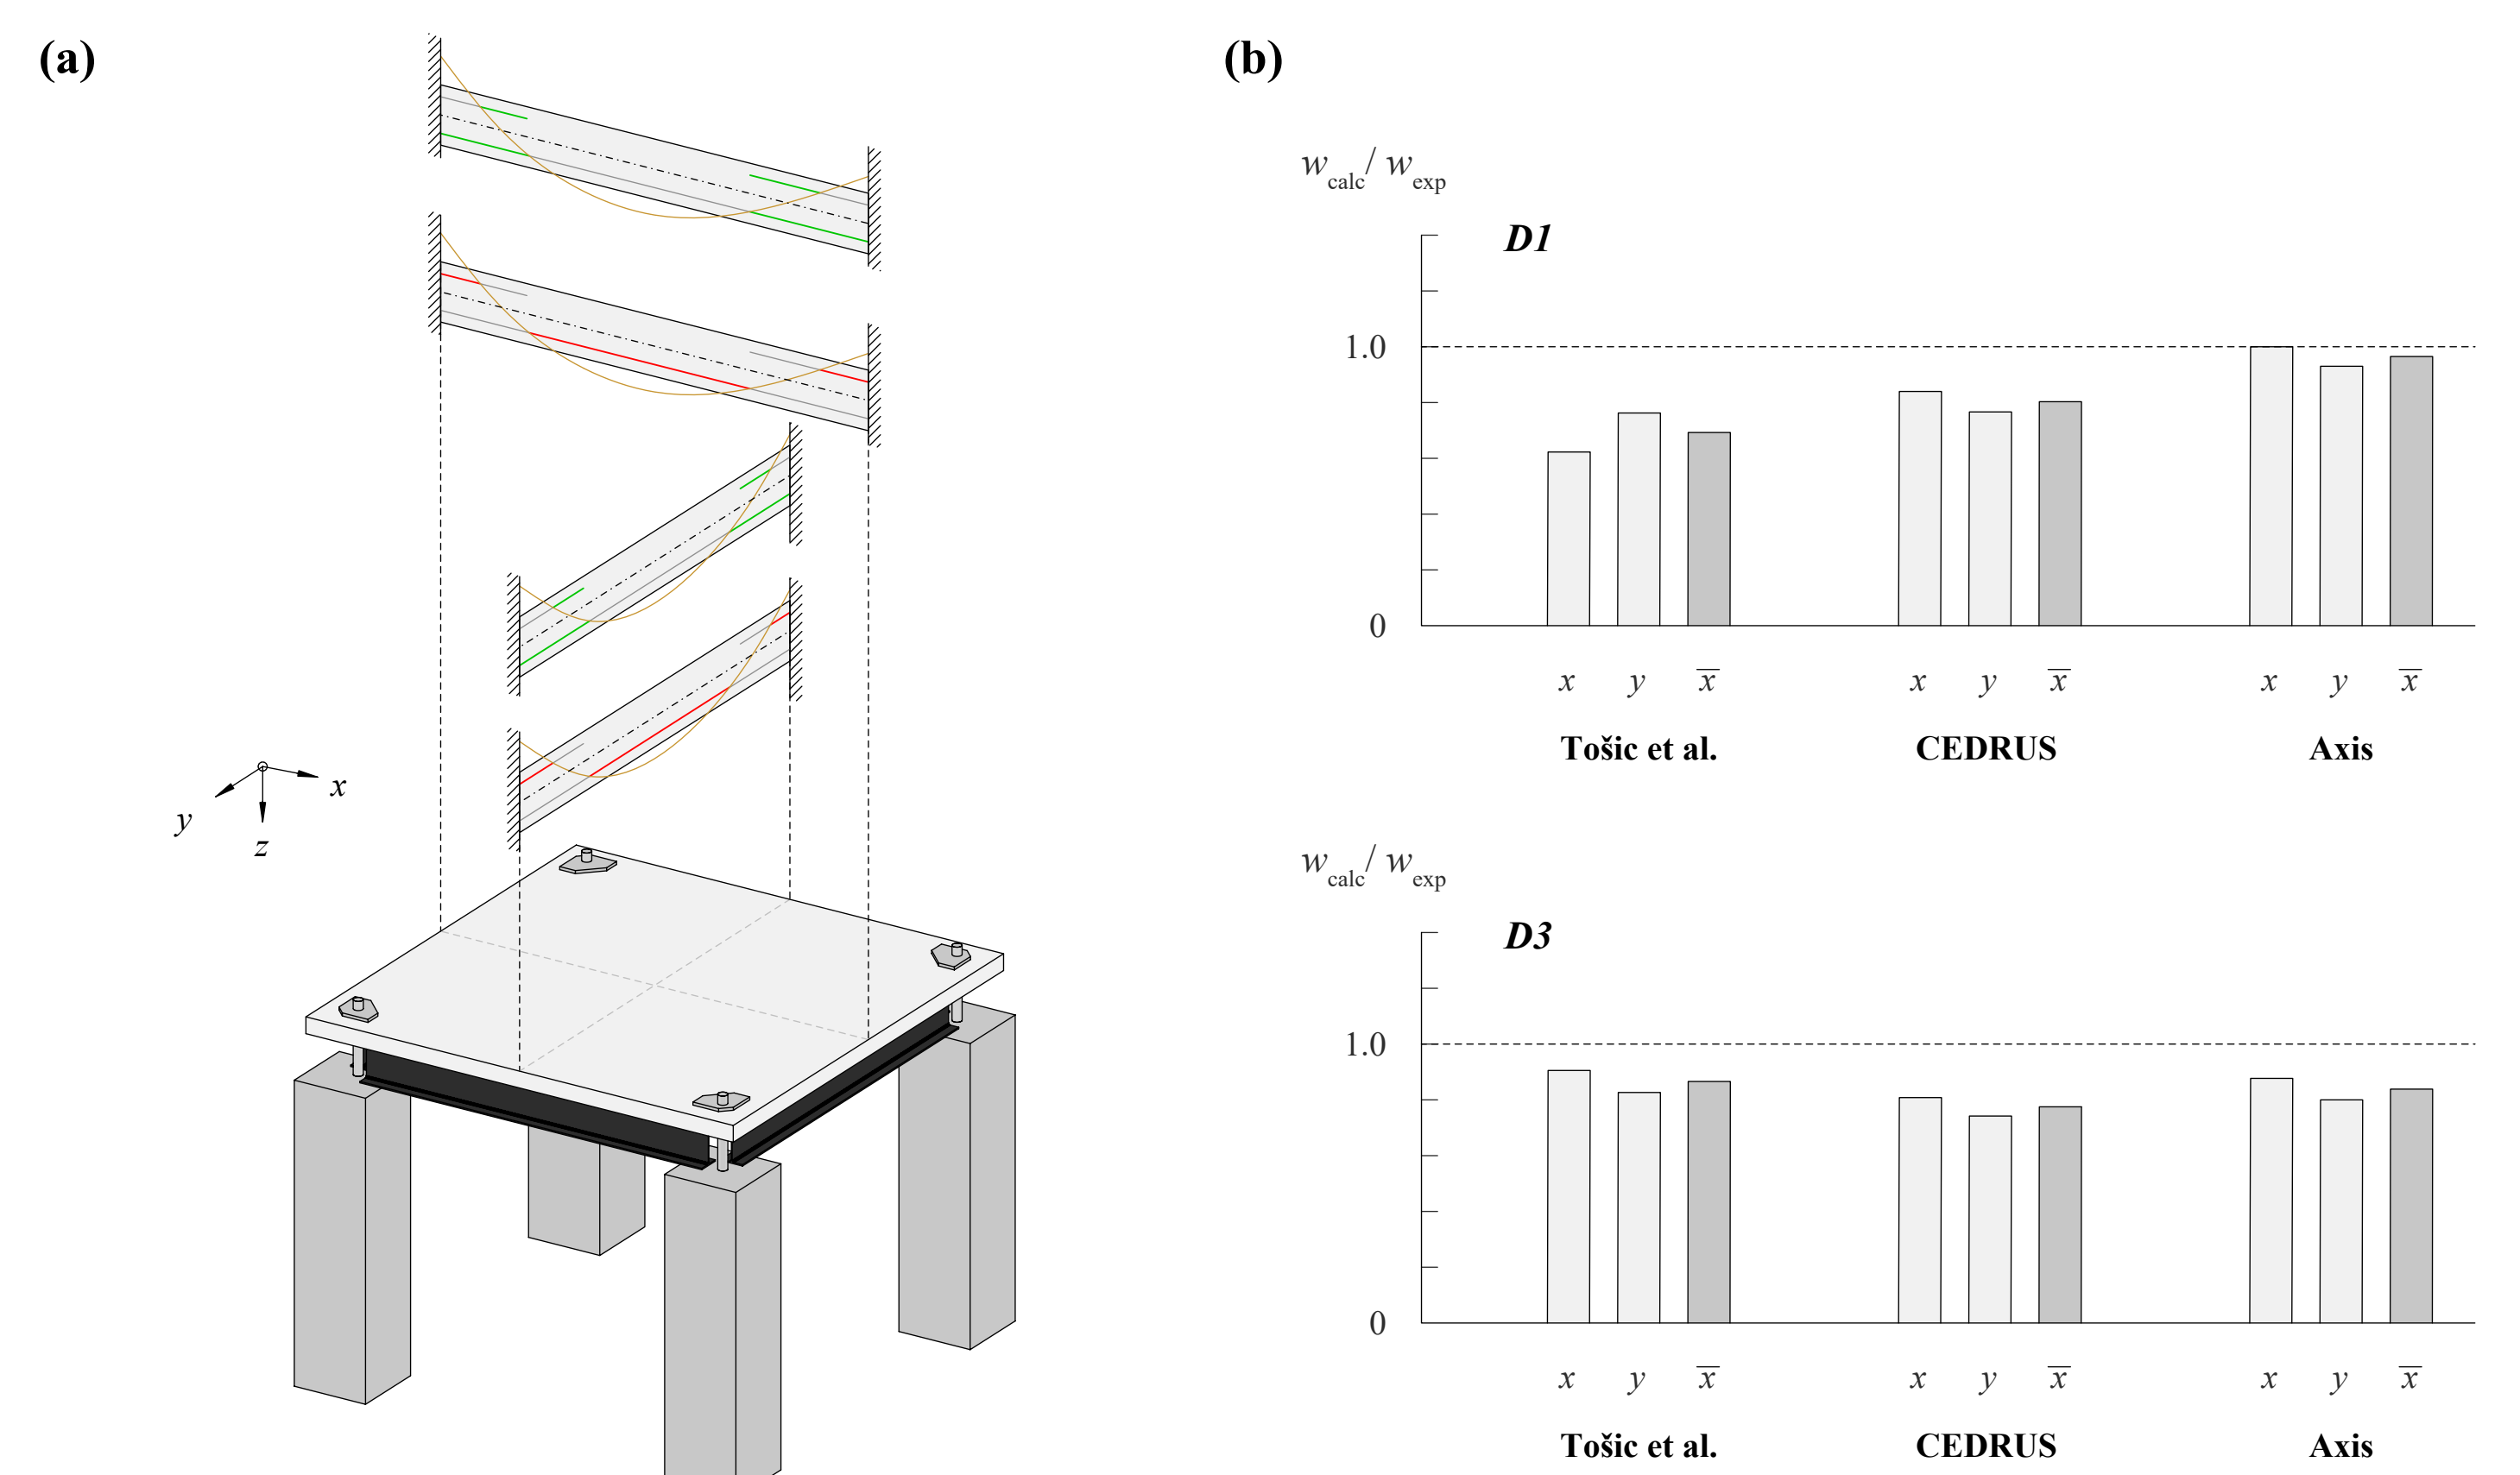 (a)
x
y
z
(b)
w_calc / w_exp
D1
1.0
0
x y x̅ x y x̅ x y x̅
Tošic et al. CEDRUS Axis
w_calc / w_exp
D3
1.0
0
x y x̅ x y x̅ x y x̅
Tošic et al. CEDRUS Axis